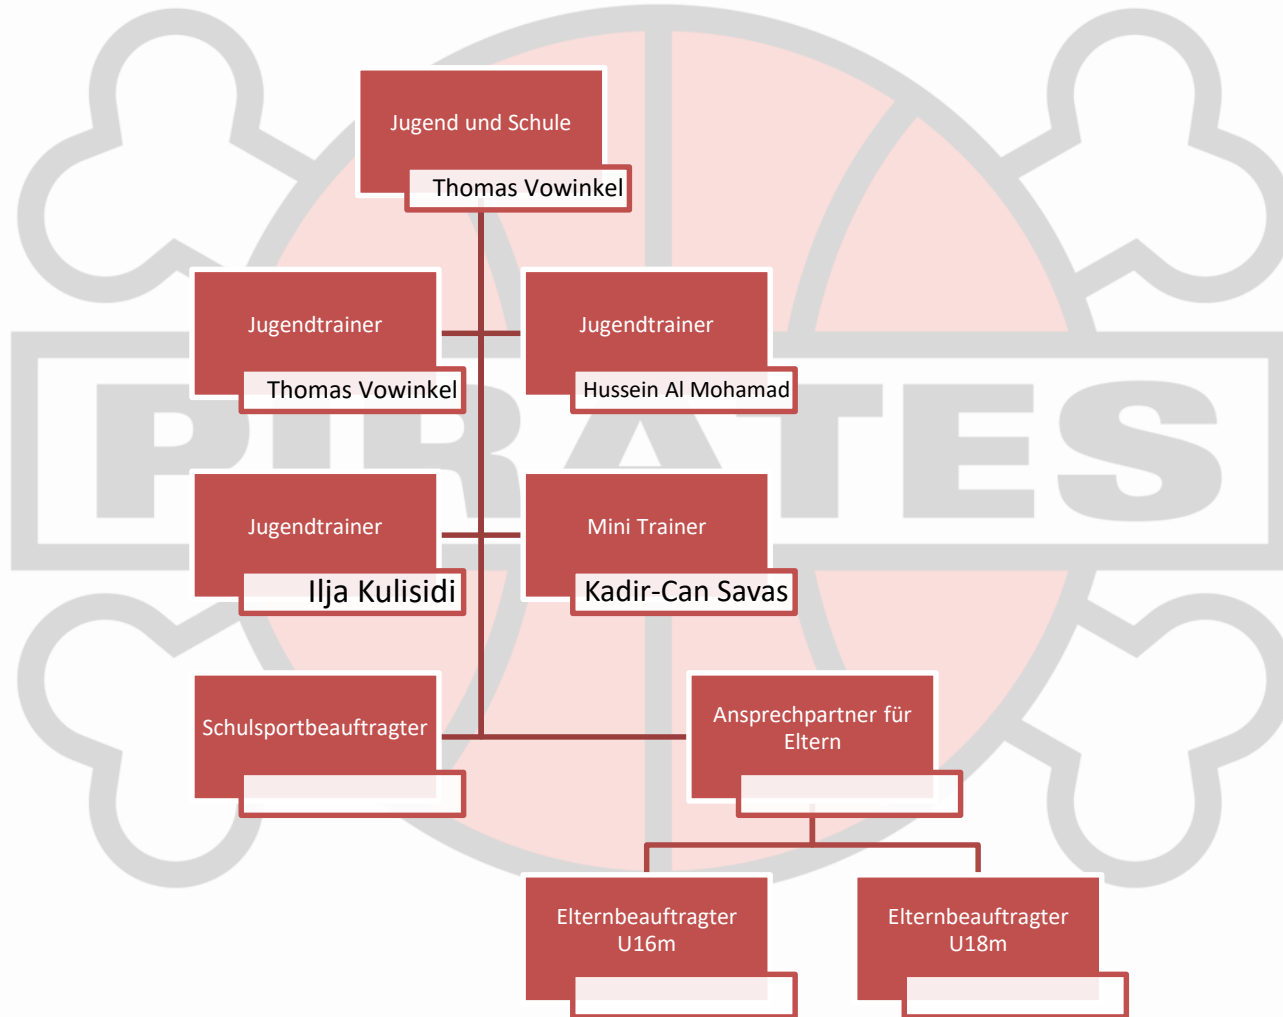 Jugend und Schule
Thomas Vowinkel
Jugendtrainer
Thomas Vowinkel
Jugendtrainer
Hussein Al Mohamad
PIRATES
Jugendtrainer
Ilja Kulisidi
Mini Trainer
Kadir-Can Savas
Schulsportbeauftragter
Ansprechpartner für
Eltern
Elternbeauftragter
U16m
Elternbeauftragter
U18m